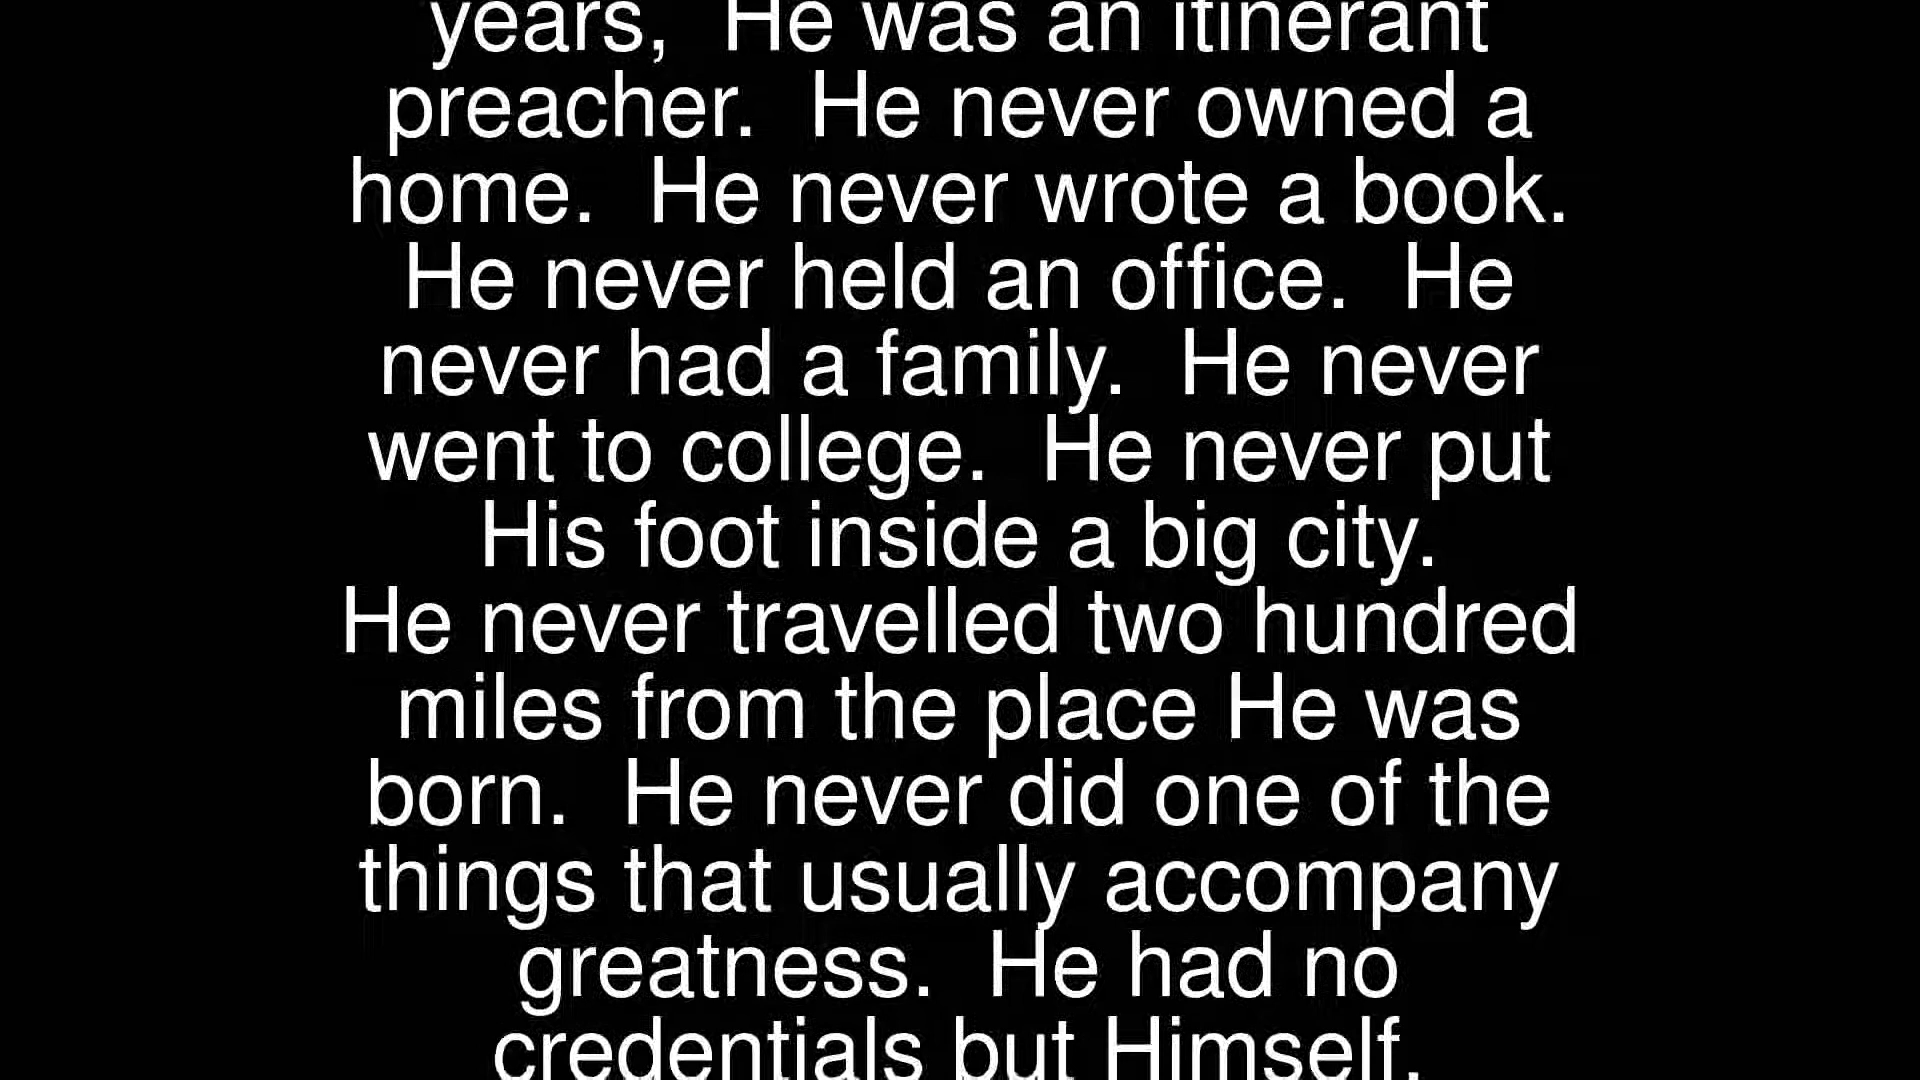 years,  He was an itinerant
preacher.  He never owned a
home.  He never wrote a book.
He never held an office.  He
never had a family.  He never
went to college.  He never put
His foot inside a big city.
He never travelled two hundred
miles from the place He was
born.  He never did one of the
things that usually accompany
greatness.  He had no
credentials but Himself.